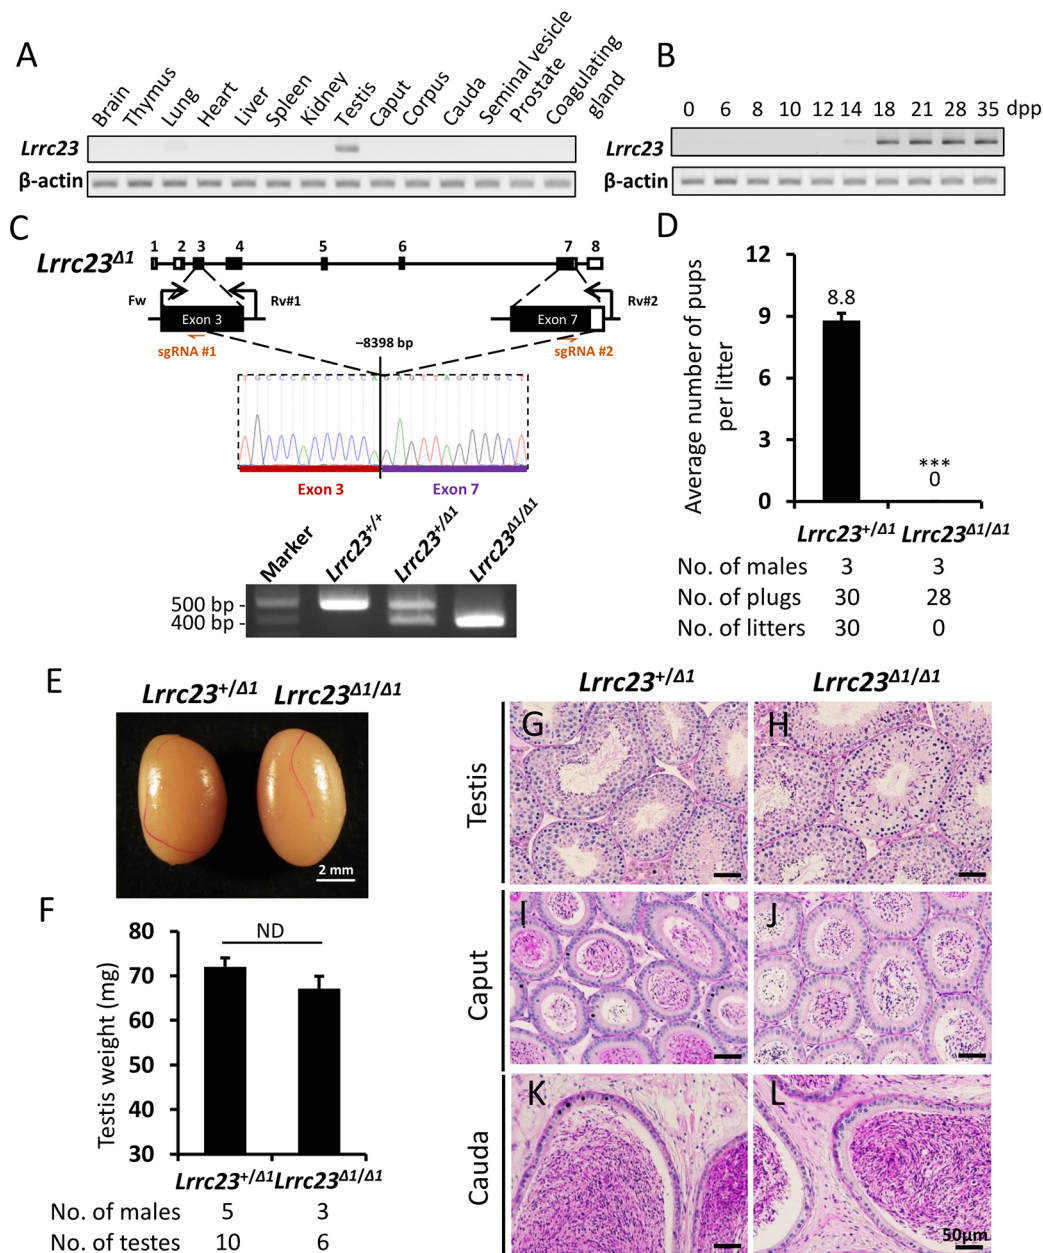 A
Brain
Thymus
Lung
Heart
Liver
Spleen
Kidney
Testis
Caput
Corpus
Cauda
Seminal vesicle
Prostate
Coagulating
gland
Lrrc23
β-actin
B
0 6 8 10 12 14 18 21 28 35 dpp
Lrrc23
β-actin
C
1 2 3 4 5 6 7 8
Lrrc23Δ1
Fw
Rv#1
Rv#2
Exon 3
Exon 7
sgRNA #1
sgRNA #2
–8398 bp
Exon 3
Exon 7
Marker
Lrrc23+/+
Lrrc23+/Δ1
Lrrc23Δ1/Δ1
500 bp -
400 bp -
D
Average number of pups
per litter
12
9
6
3
0
8.8
***
0
Lrrc23+/Δ1 Lrrc23Δ1/Δ1
No. of males 3 3
No. of plugs 30 28
No. of litters 30 0
E
Lrrc23+/Δ1 Lrrc23Δ1/Δ1
2 mm
F
Testis weight (mg)
80
70
60
50
40
30
ND
Lrrc23+/Δ1 Lrrc23Δ1/Δ1
No. of males 5 3
No. of testes 10 6
Lrrc23+/Δ1 Lrrc23Δ1/Δ1
Testis
G
H
Caput
I
J
Cauda
K
L
50μm